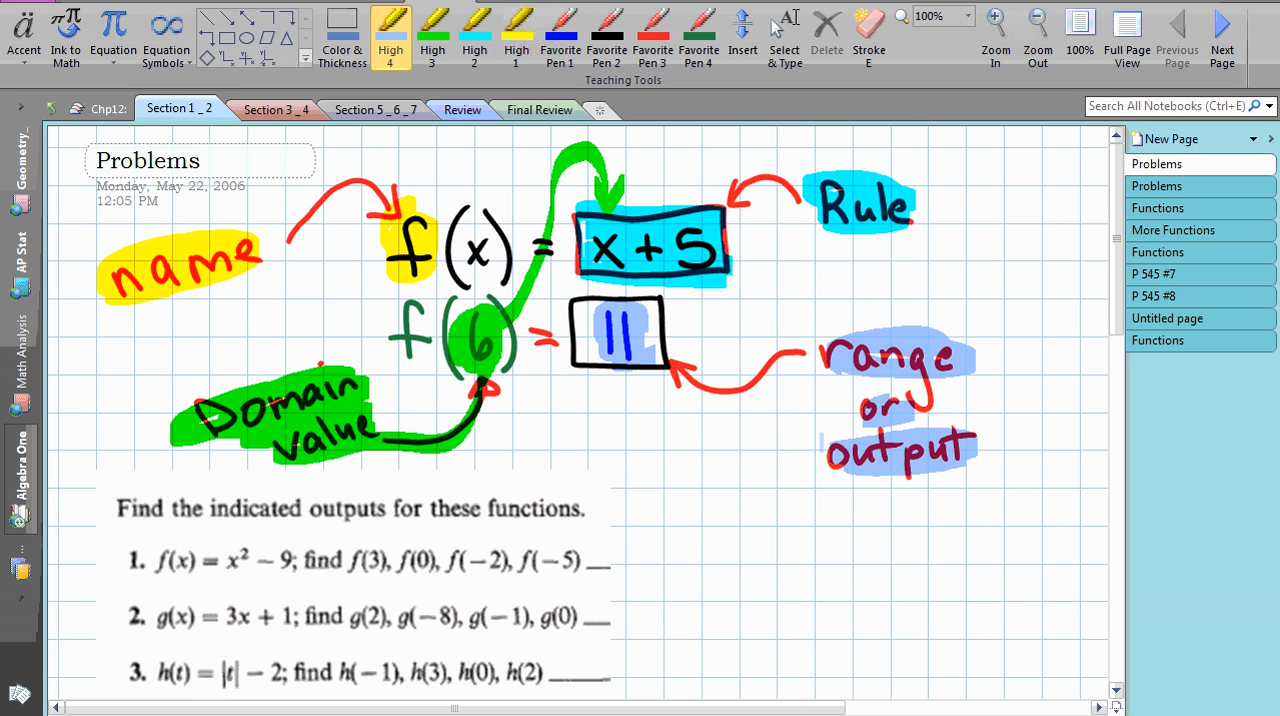 Accent
Ink to Math
Equation
Equation Symbols
Color & Thickness
High 4
High 3
High 2
High 1
Favorite Pen 1
Favorite Pen 2
Favorite Pen 3
Favorite Pen 4
Insert
Select & Type
Delete
Stroke E
100%
Zoom In
Zoom Out
100%
Full Page View
Previous Page
Next Page
Teaching Tools
Chp12:
Section 1 _ 2
Section 3 _ 4
Section 5 _ 6 _ 7
Review
Final Review
Search All Notebooks (Ctrl+E)
Geometry_
AP Stat
Math Analysis
Algebra One
New Page
Problems
Problems
Functions
More Functions
Functions
P 545 #7
P 545 #8
Untitled page
Functions
Problems
Monday, May 22, 2006
12:05 PM
name
f(x) = x + 5
Rule
f(6) = 11
range
or
output
Domain
value
Find the indicated outputs for these functions.
1. f(x) = x² − 9; find f(3), f(0), f(−2), f(−5) __
2. g(x) = 3x + 1; find g(2), g(−8), g(−1), g(0) __
3. h(t) = |t| − 2; find h(−1), h(3), h(0), h(2) ____